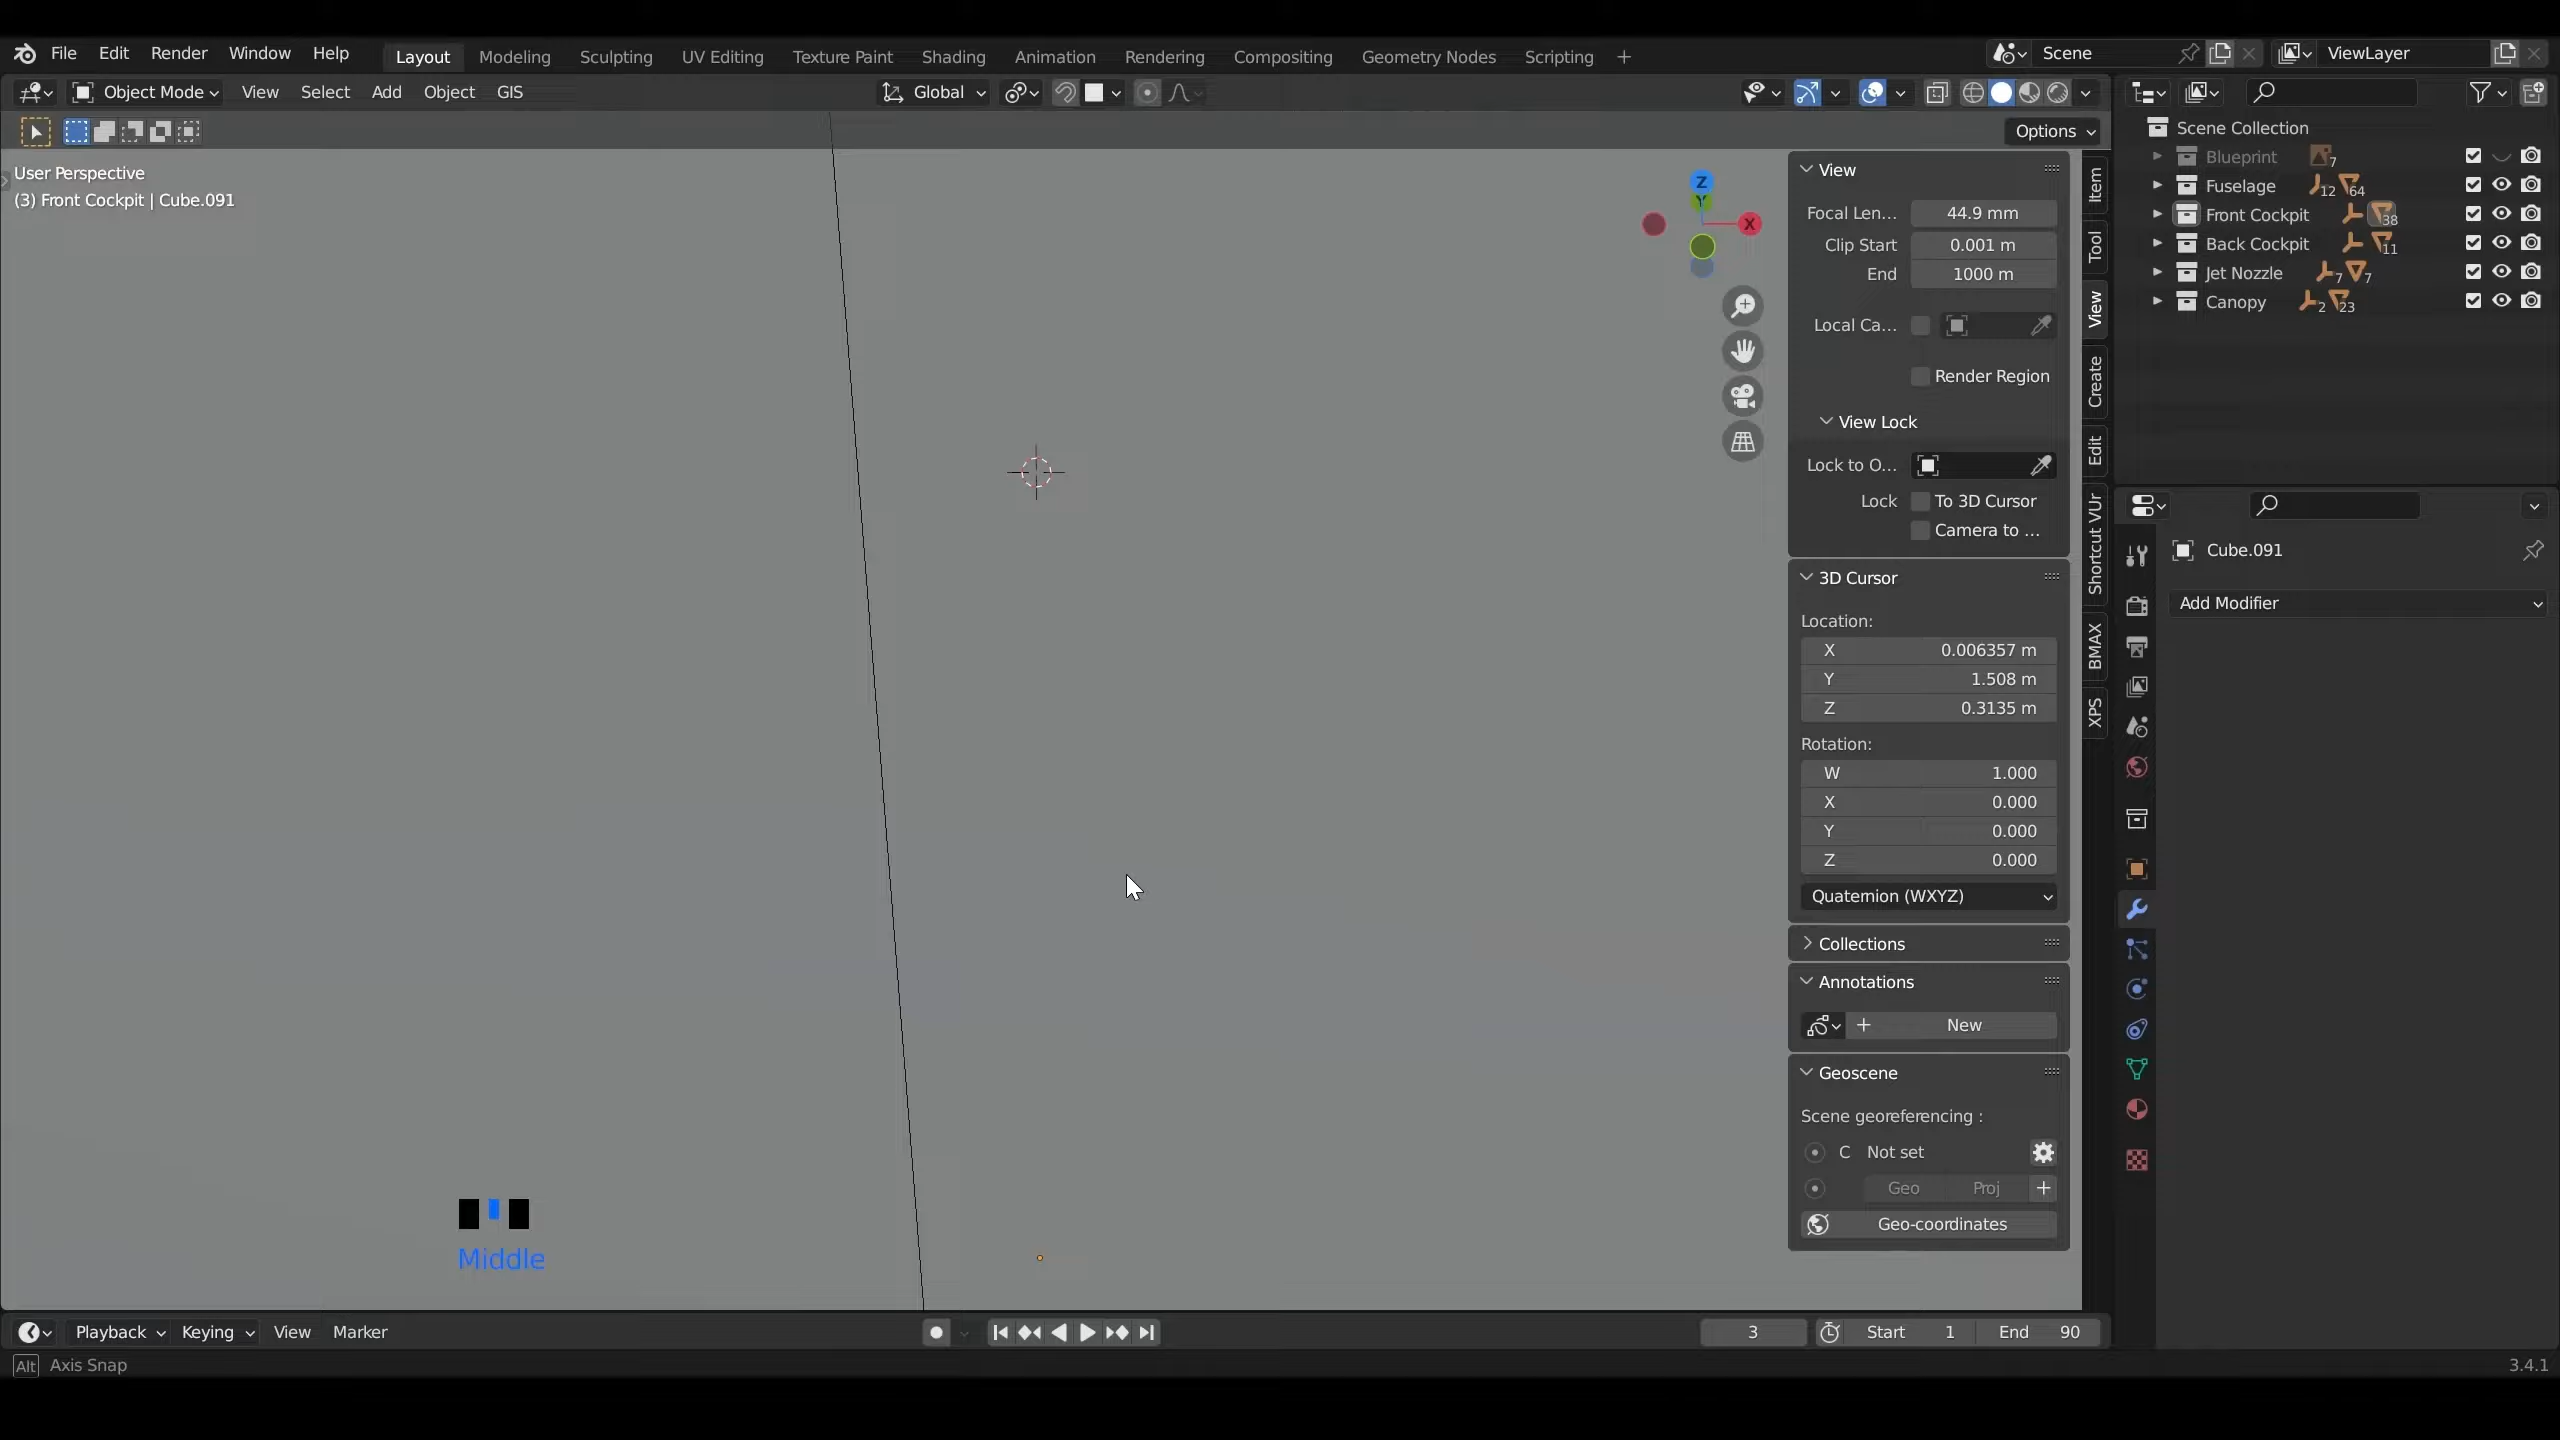 File Edit Render Window Help Layout Modeling Sculpting UV Editing Texture Paint Shading Animation Rendering Compositing Geometry Nodes Scripting + Scene ViewLayer
Object Mode View Select Add Object GIS Global
Options
User Perspective
(3) Front Cockpit | Cube.091
Z
Y
X
View
Focal Len... 44.9 mm
Clip Start 0.001 m
End 1000 m
Local Ca...
Render Region
View Lock
Lock to O...
Lock To 3D Cursor
Camera to ...
3D Cursor
Location:
X 0.006357 m
Y 1.508 m
Z 0.3135 m
Rotation:
W 1.000
X 0.000
Y 0.000
Z 0.000
Quaternion (WXYZ)
Collections
Annotations
+ New
Geoscene
Scene georeferencing :
C Not set
Geo Proj +
Geo-coordinates
Item
Tool
View
Create
Edit
Shortcut VUr
BMAX
XPS
Scene Collection
Blueprint 7
Fuselage 12 64
Front Cockpit 38
Back Cockpit 11
Jet Nozzle 7 7
Canopy 2 23
Cube.091
Add Modifier
Middle
Playback Keying View Marker 3 Start 1 End 90
Alt Axis Snap 3.4.1